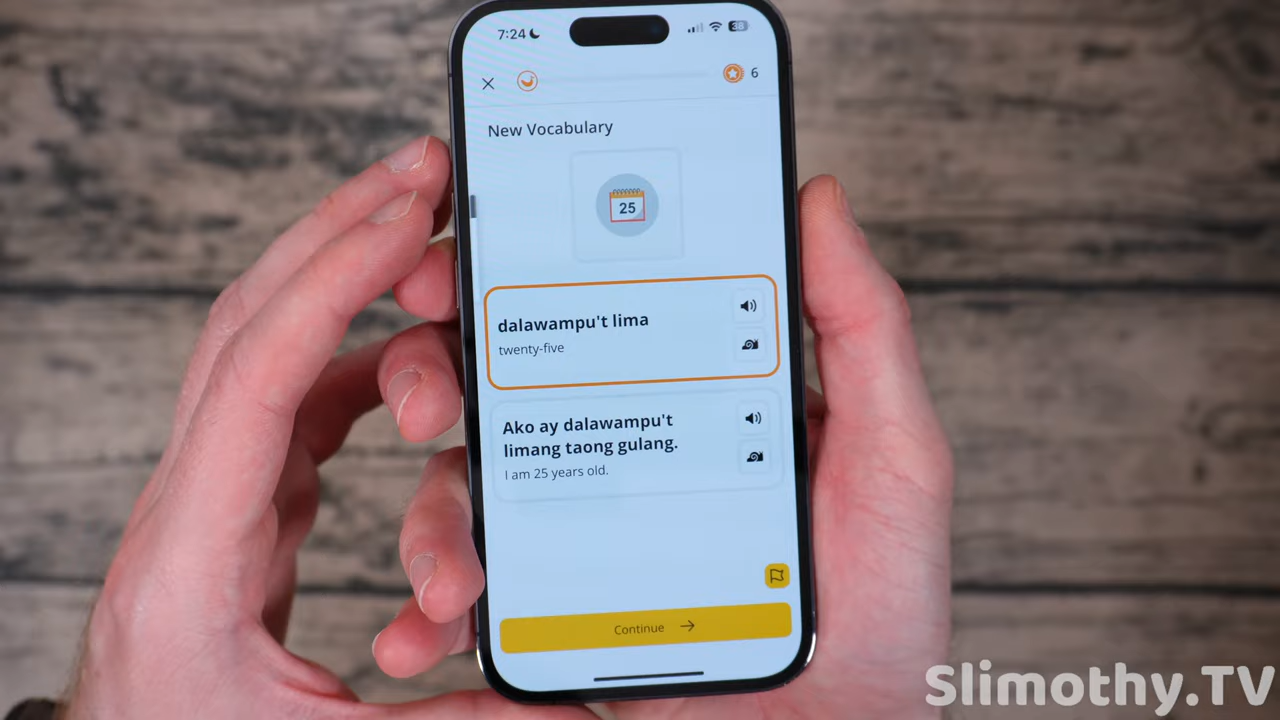 7:24
38
6
New Vocabulary
25
dalawampu't lima
twenty-five
Ako ay dalawampu't
limang taong gulang.
I am 25 years old.
Continue
Slimothy.TV